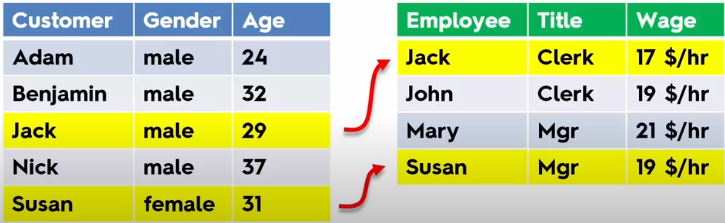 Customer Gender Age
Adam male 24
Benjamin male 32
Jack male 29
Nick male 37
Susan female 31
Employee Title Wage
Jack Clerk 17 $/hr
John Clerk 19 $/hr
Mary Mgr 21 $/hr
Susan Mgr 19 $/hr